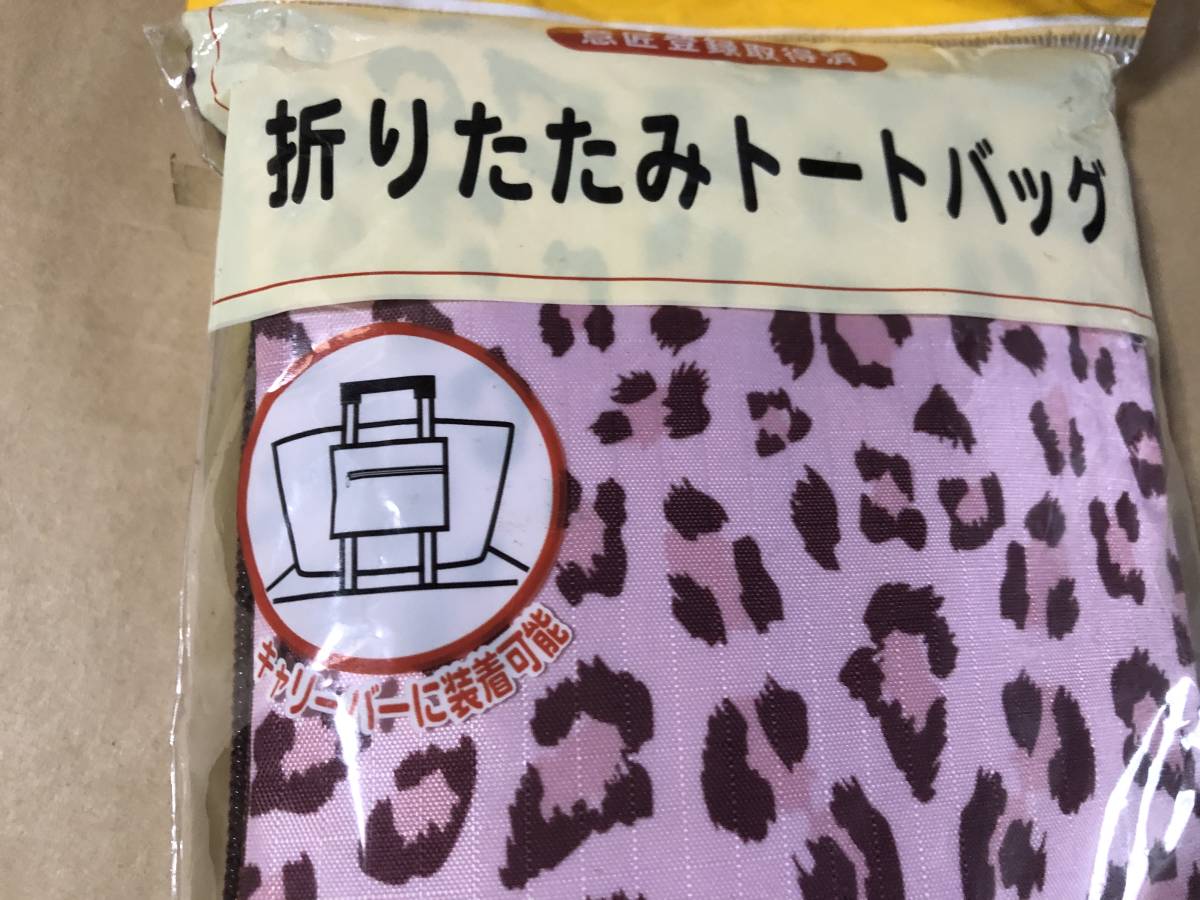 意匠登録取得済
折りたたみトートバッグ
キャリーバーに装着可能